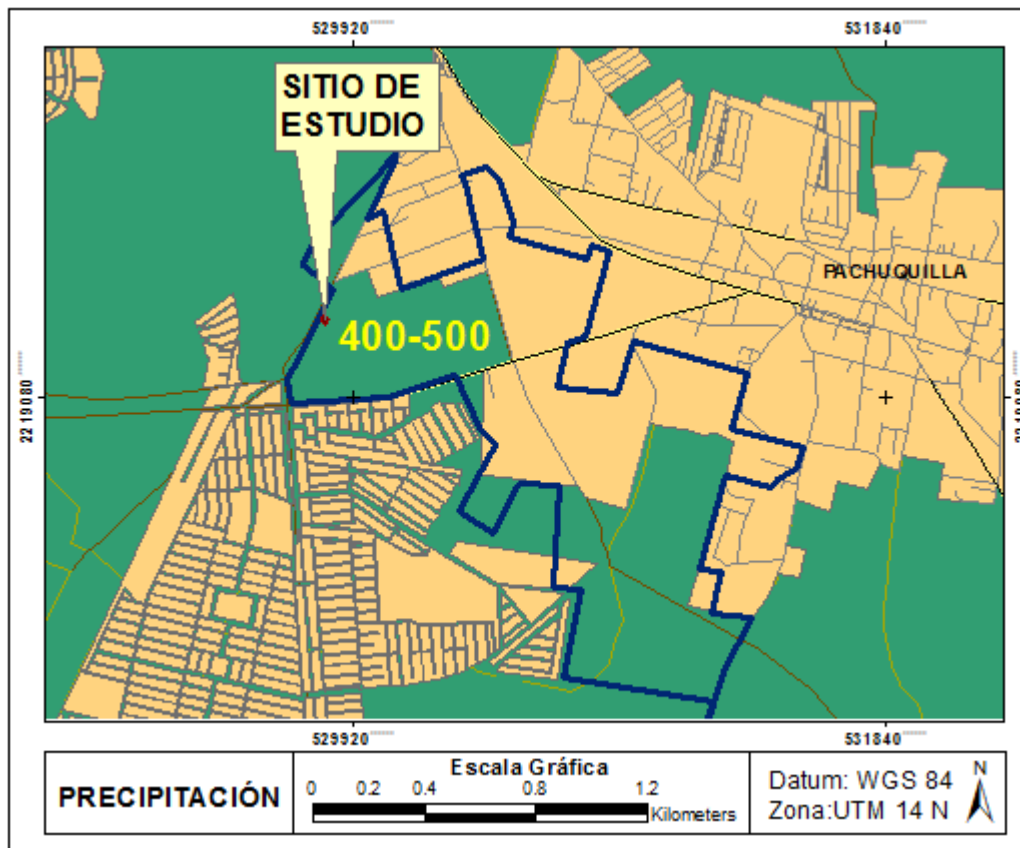 529920
531840
SITIO DE
ESTUDIO
PACHUQUILLA
400-500
2219080
2219080
529920
531840
PRECIPITACIÓN
Escala Gráfica
0 0.2 0.4 0.8 1.2
Kilometers
Datum: WGS 84
Zona:UTM 14 N
N